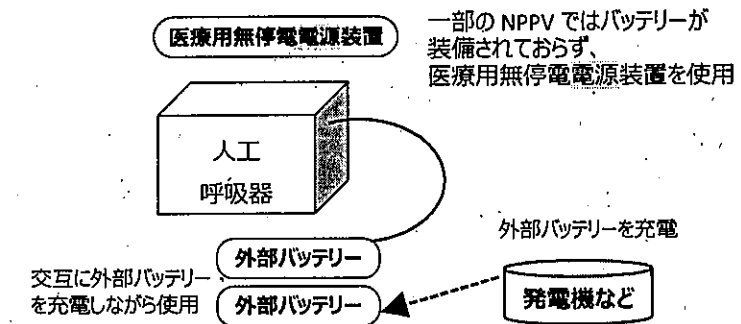 医療用無停電電源装置
一部の NPPV ではバッテリーが
装備されておらず、
医療用無停電電源装置を使用
人工
呼吸器
外部バッテリーを充電
外部バッテリー
交互に外部バッテリー
を充電しながら使用
外部バッテリー
発電機など